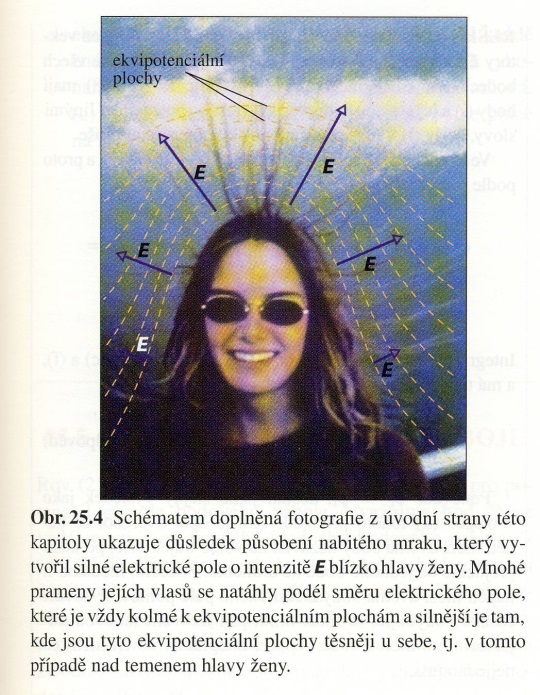 ekvipotenciální
plochy
E
E
E
E
E
E
Obr. 25.4 Schématem doplněná fotografie z úvodní strany této
kapitoly ukazuje důsledek působení nabitého mraku, který vy-
tvořil silné elektrické pole o intenzitě E blízko hlavy ženy. Mnohé
prameny jejích vlasů se natáhly podél směru elektrického pole,
které je vždy kolmé k ekvipotenciálním plochám a silnější je tam,
kde jsou tyto ekvipotenciální plochy těsněji u sebe, tj. v tomto
případě nad temenem hlavy ženy.